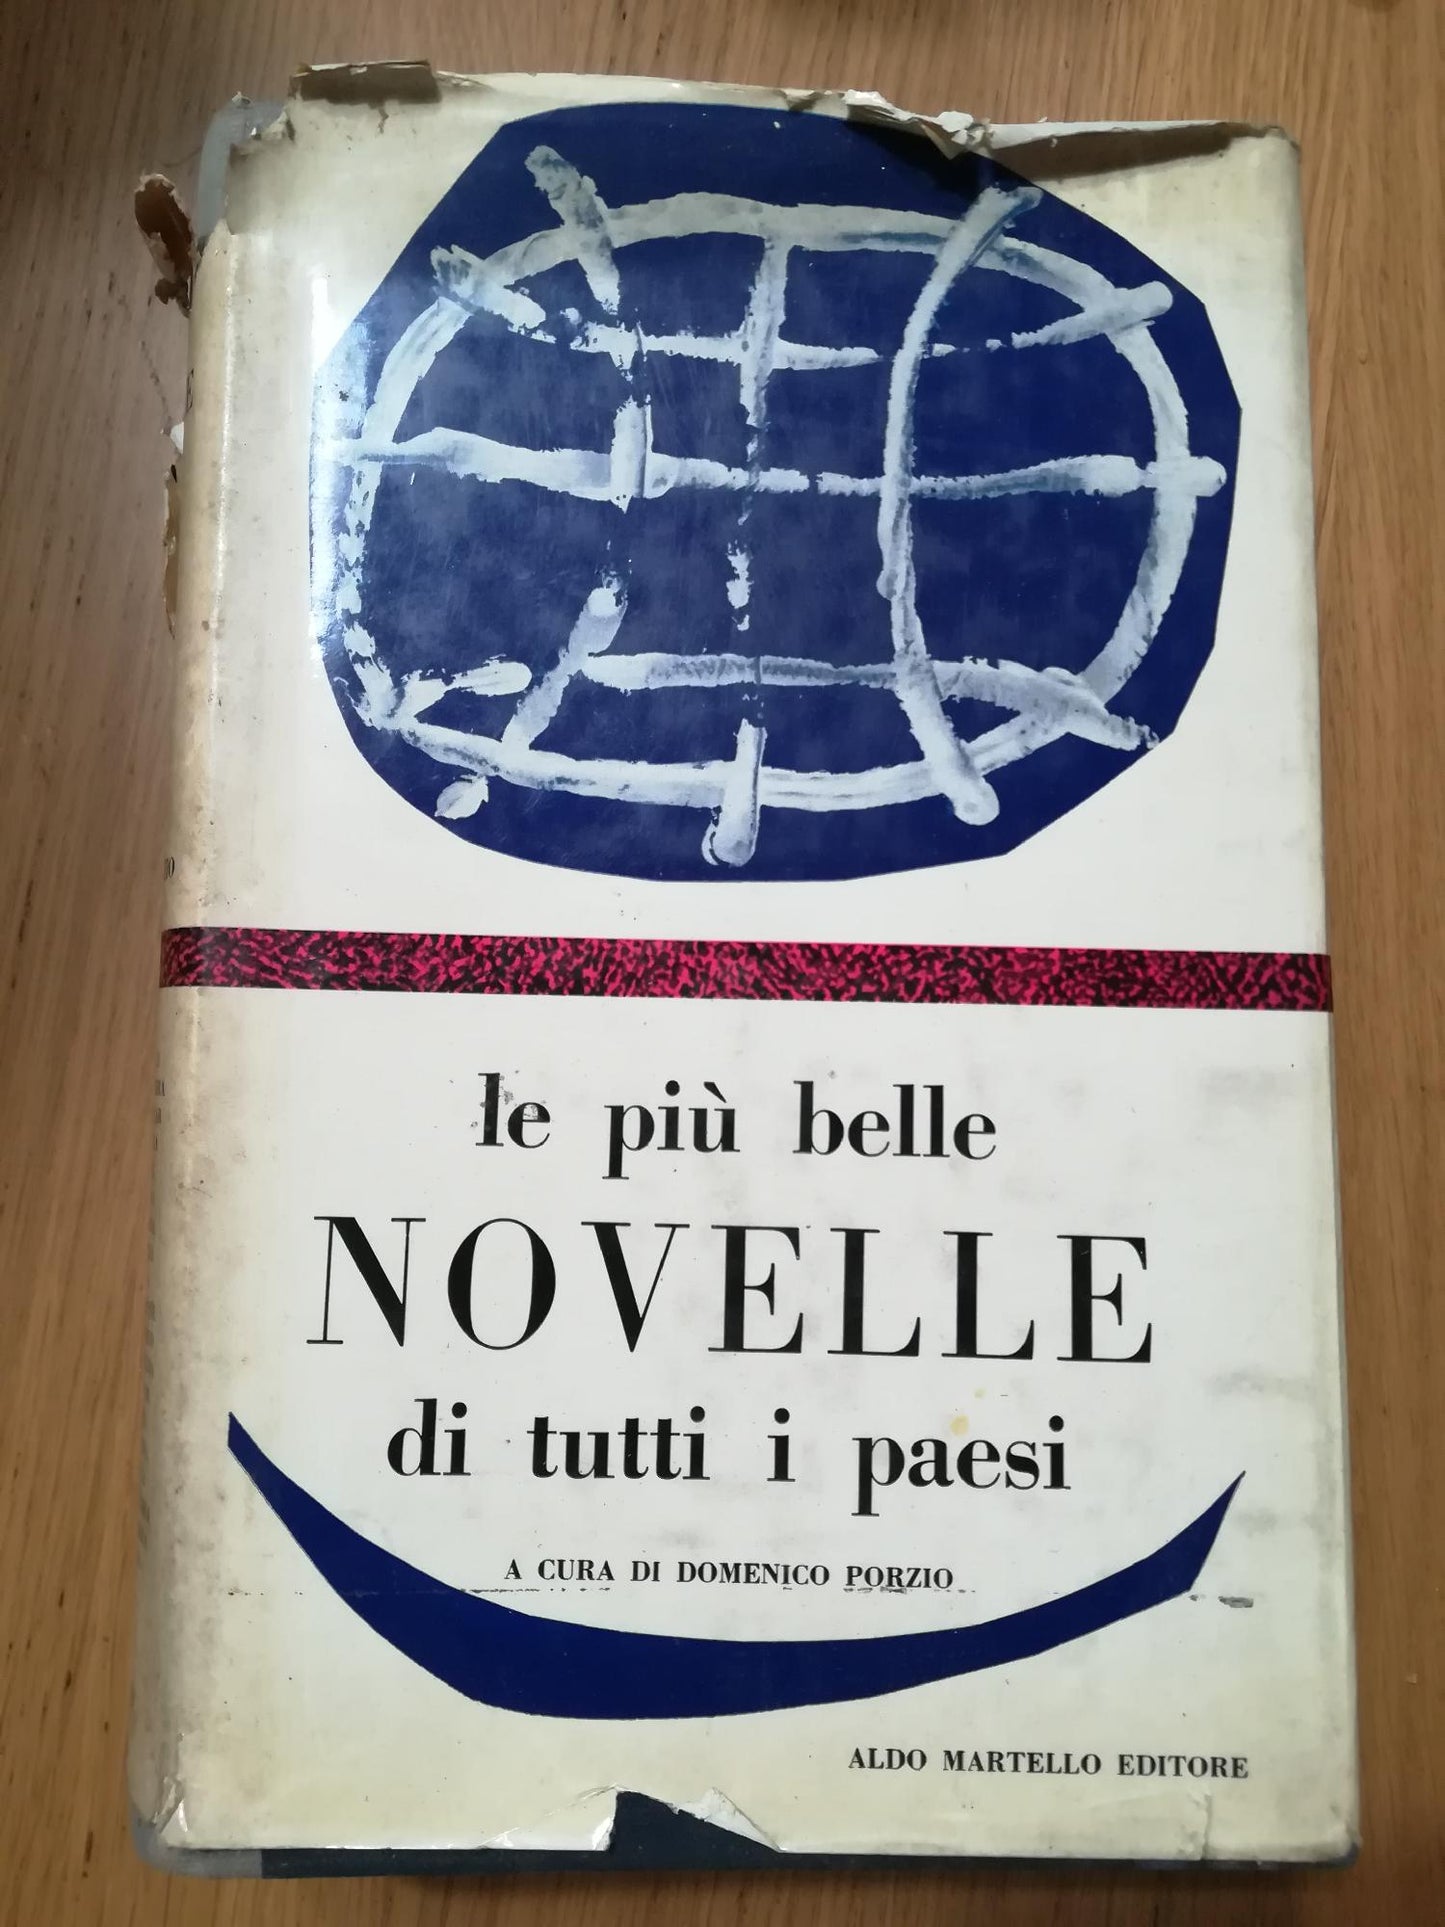 le più belle
NOVELLE
di tutti i paesi
A CURA DI DOMENICO PORZIO
ALDO MARTELLO EDITORE